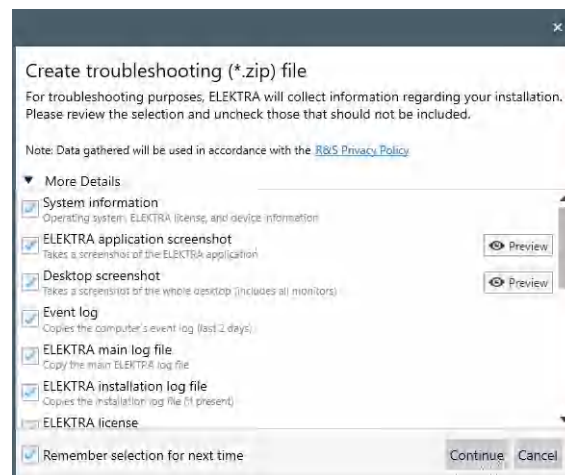 Create troubleshooting (*.zip) file
For troubleshooting purposes, ELEKTRA will collect information regarding your installation.
Please review the selection and uncheck those that should not be included.
Note: Data gathered will be used in accordance with the R&S Privacy Policy
More Details
System information
Operating system, ELEKTRA license, and device information
ELEKTRA application screenshot
Takes a screenshot of the ELEKTRA application
Preview
Desktop screenshot
Takes a screenshot of the whole desktop (includes all monitors)
Preview
Event log
Copies the computer's event log (last 2 days)
ELEKTRA main log file
Copy the main ELEKTRA log file
ELEKTRA installation log file
Copies the installation log file (if present)
ELEKTRA license
Remember selection for next time
Continue Cancel